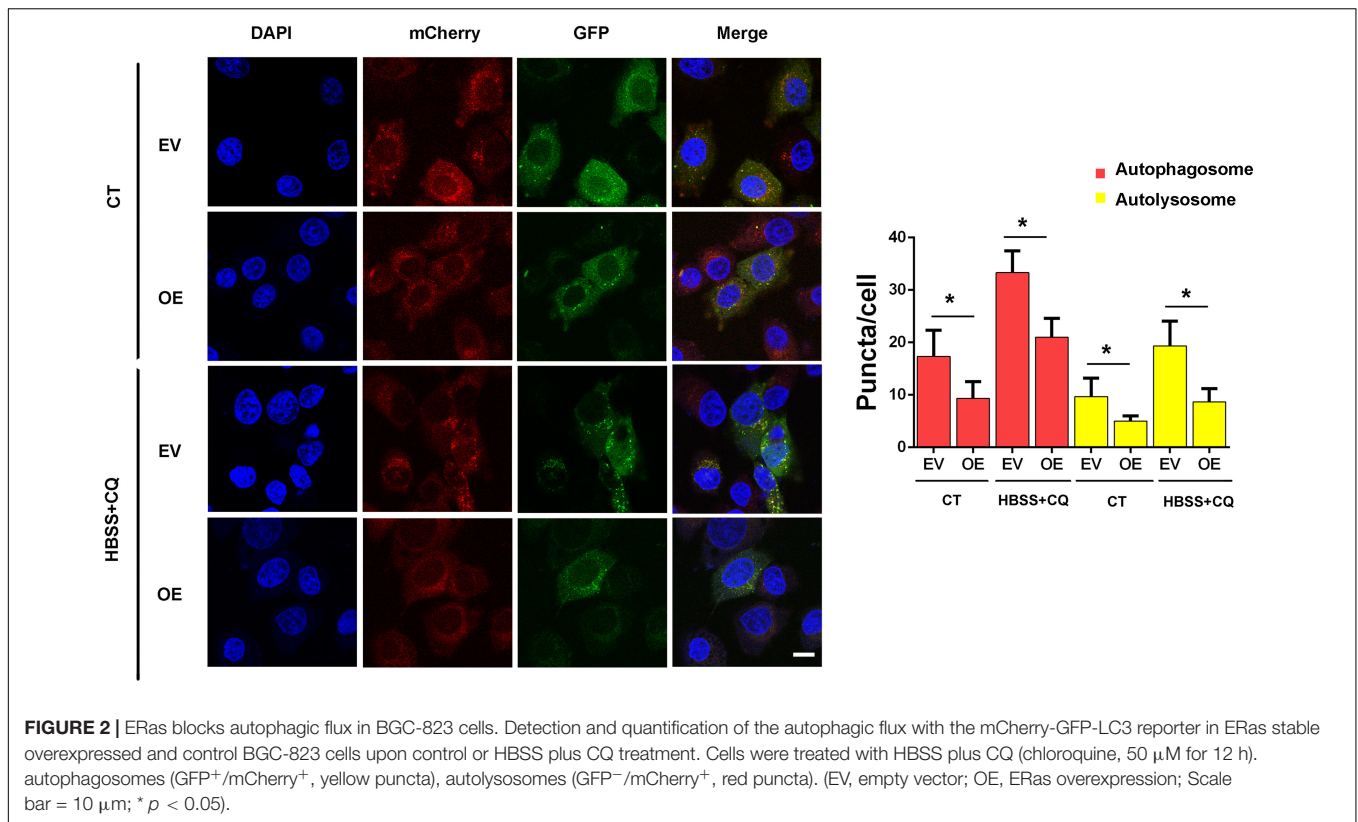 DAPI mCherry GFP Merge
CT
EV
OE
HBSS+CQ
EV
OE
Autophagosome
Autolysosome
Puncta/cell
40
30
20
10
0
* * * *
EV OE EV OE EV OE EV OE
CT HBSS+CQ CT HBSS+CQ
FIGURE 2 | ERas blocks autophagic flux in BGC-823 cells. Detection and quantification of the autophagic flux with the mCherry-GFP-LC3 reporter in ERas stable
overexpressed and control BGC-823 cells upon control or HBSS plus CQ treatment. Cells were treated with HBSS plus CQ (chloroquine, 50 μM for 12 h).
autophagosomes (GFP⁺/mCherry⁺, yellow puncta), autolysosomes (GFP⁻/mCherry⁺, red puncta). (EV, empty vector; OE, ERas overexpression; Scale
bar = 10 μm; *p < 0.05).